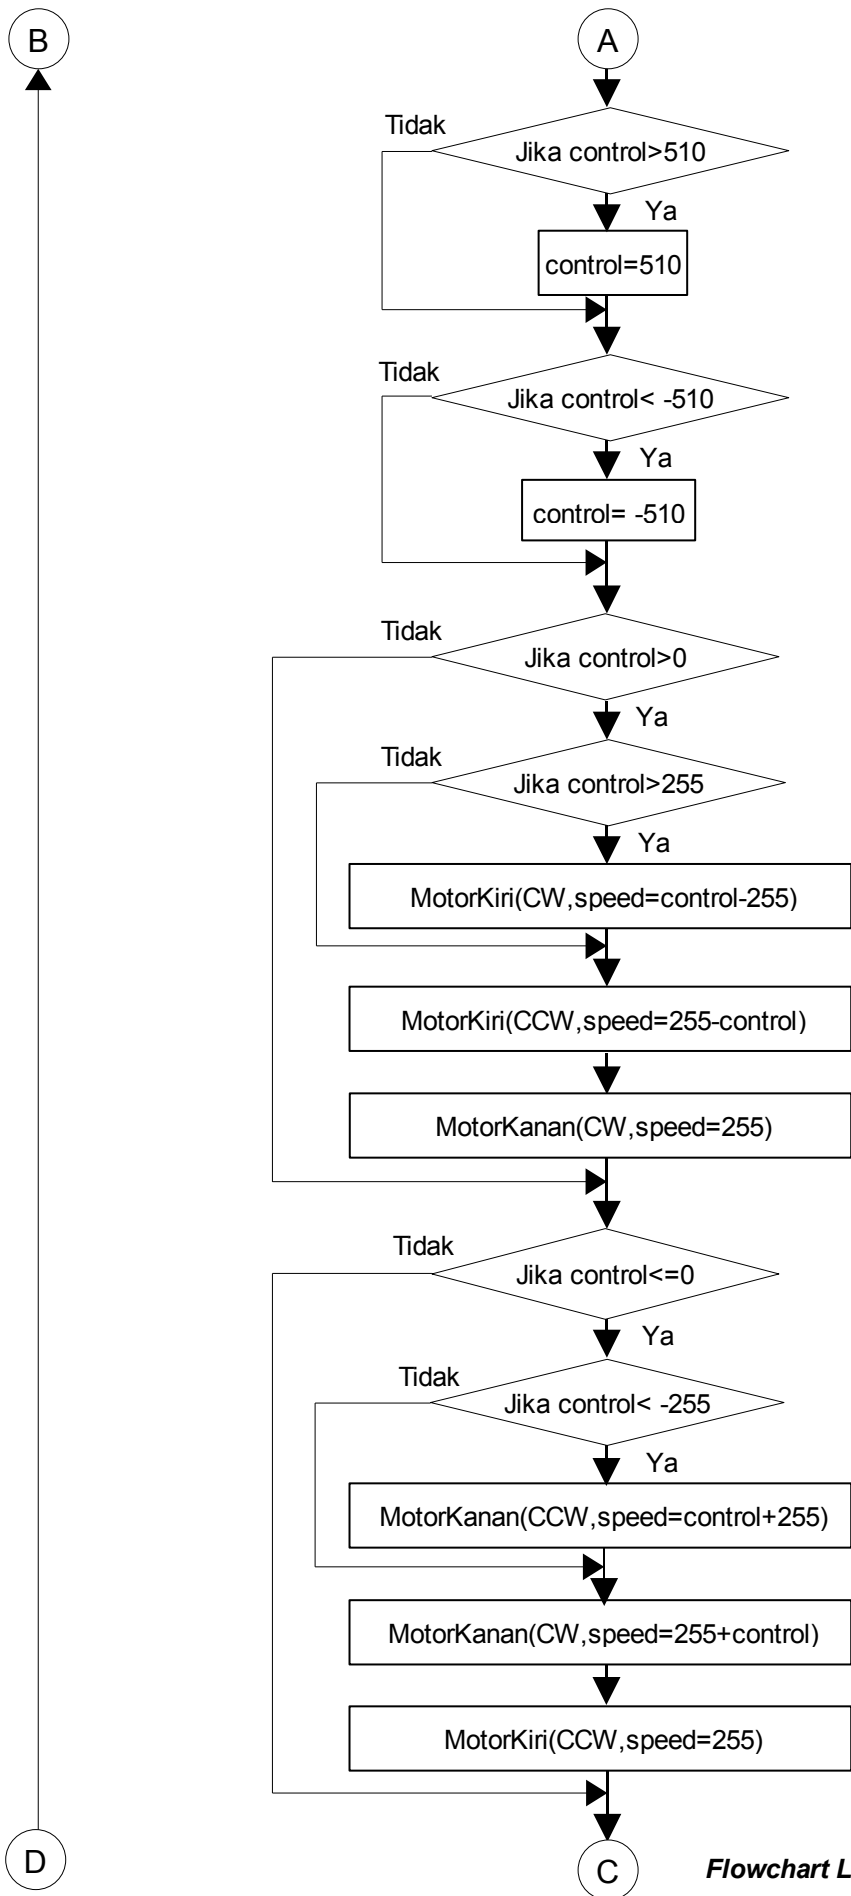 B
A
Tidak
Jika control>510
Ya
control=510
Tidak
Jika control< -510
Ya
control= -510
Tidak
Jika control>0
Ya
Tidak
Jika control>255
Ya
MotorKiri(CW,speed=control-255)
MotorKiri(CCW,speed=255-control)
MotorKanan(CW,speed=255)
Tidak
Jika control<=0
Ya
Tidak
Jika control< -255
Ya
MotorKanan(CCW,speed=control+255)
MotorKanan(CW,speed=255+control)
MotorKiri(CCW,speed=255)
D
C
Flowchart L